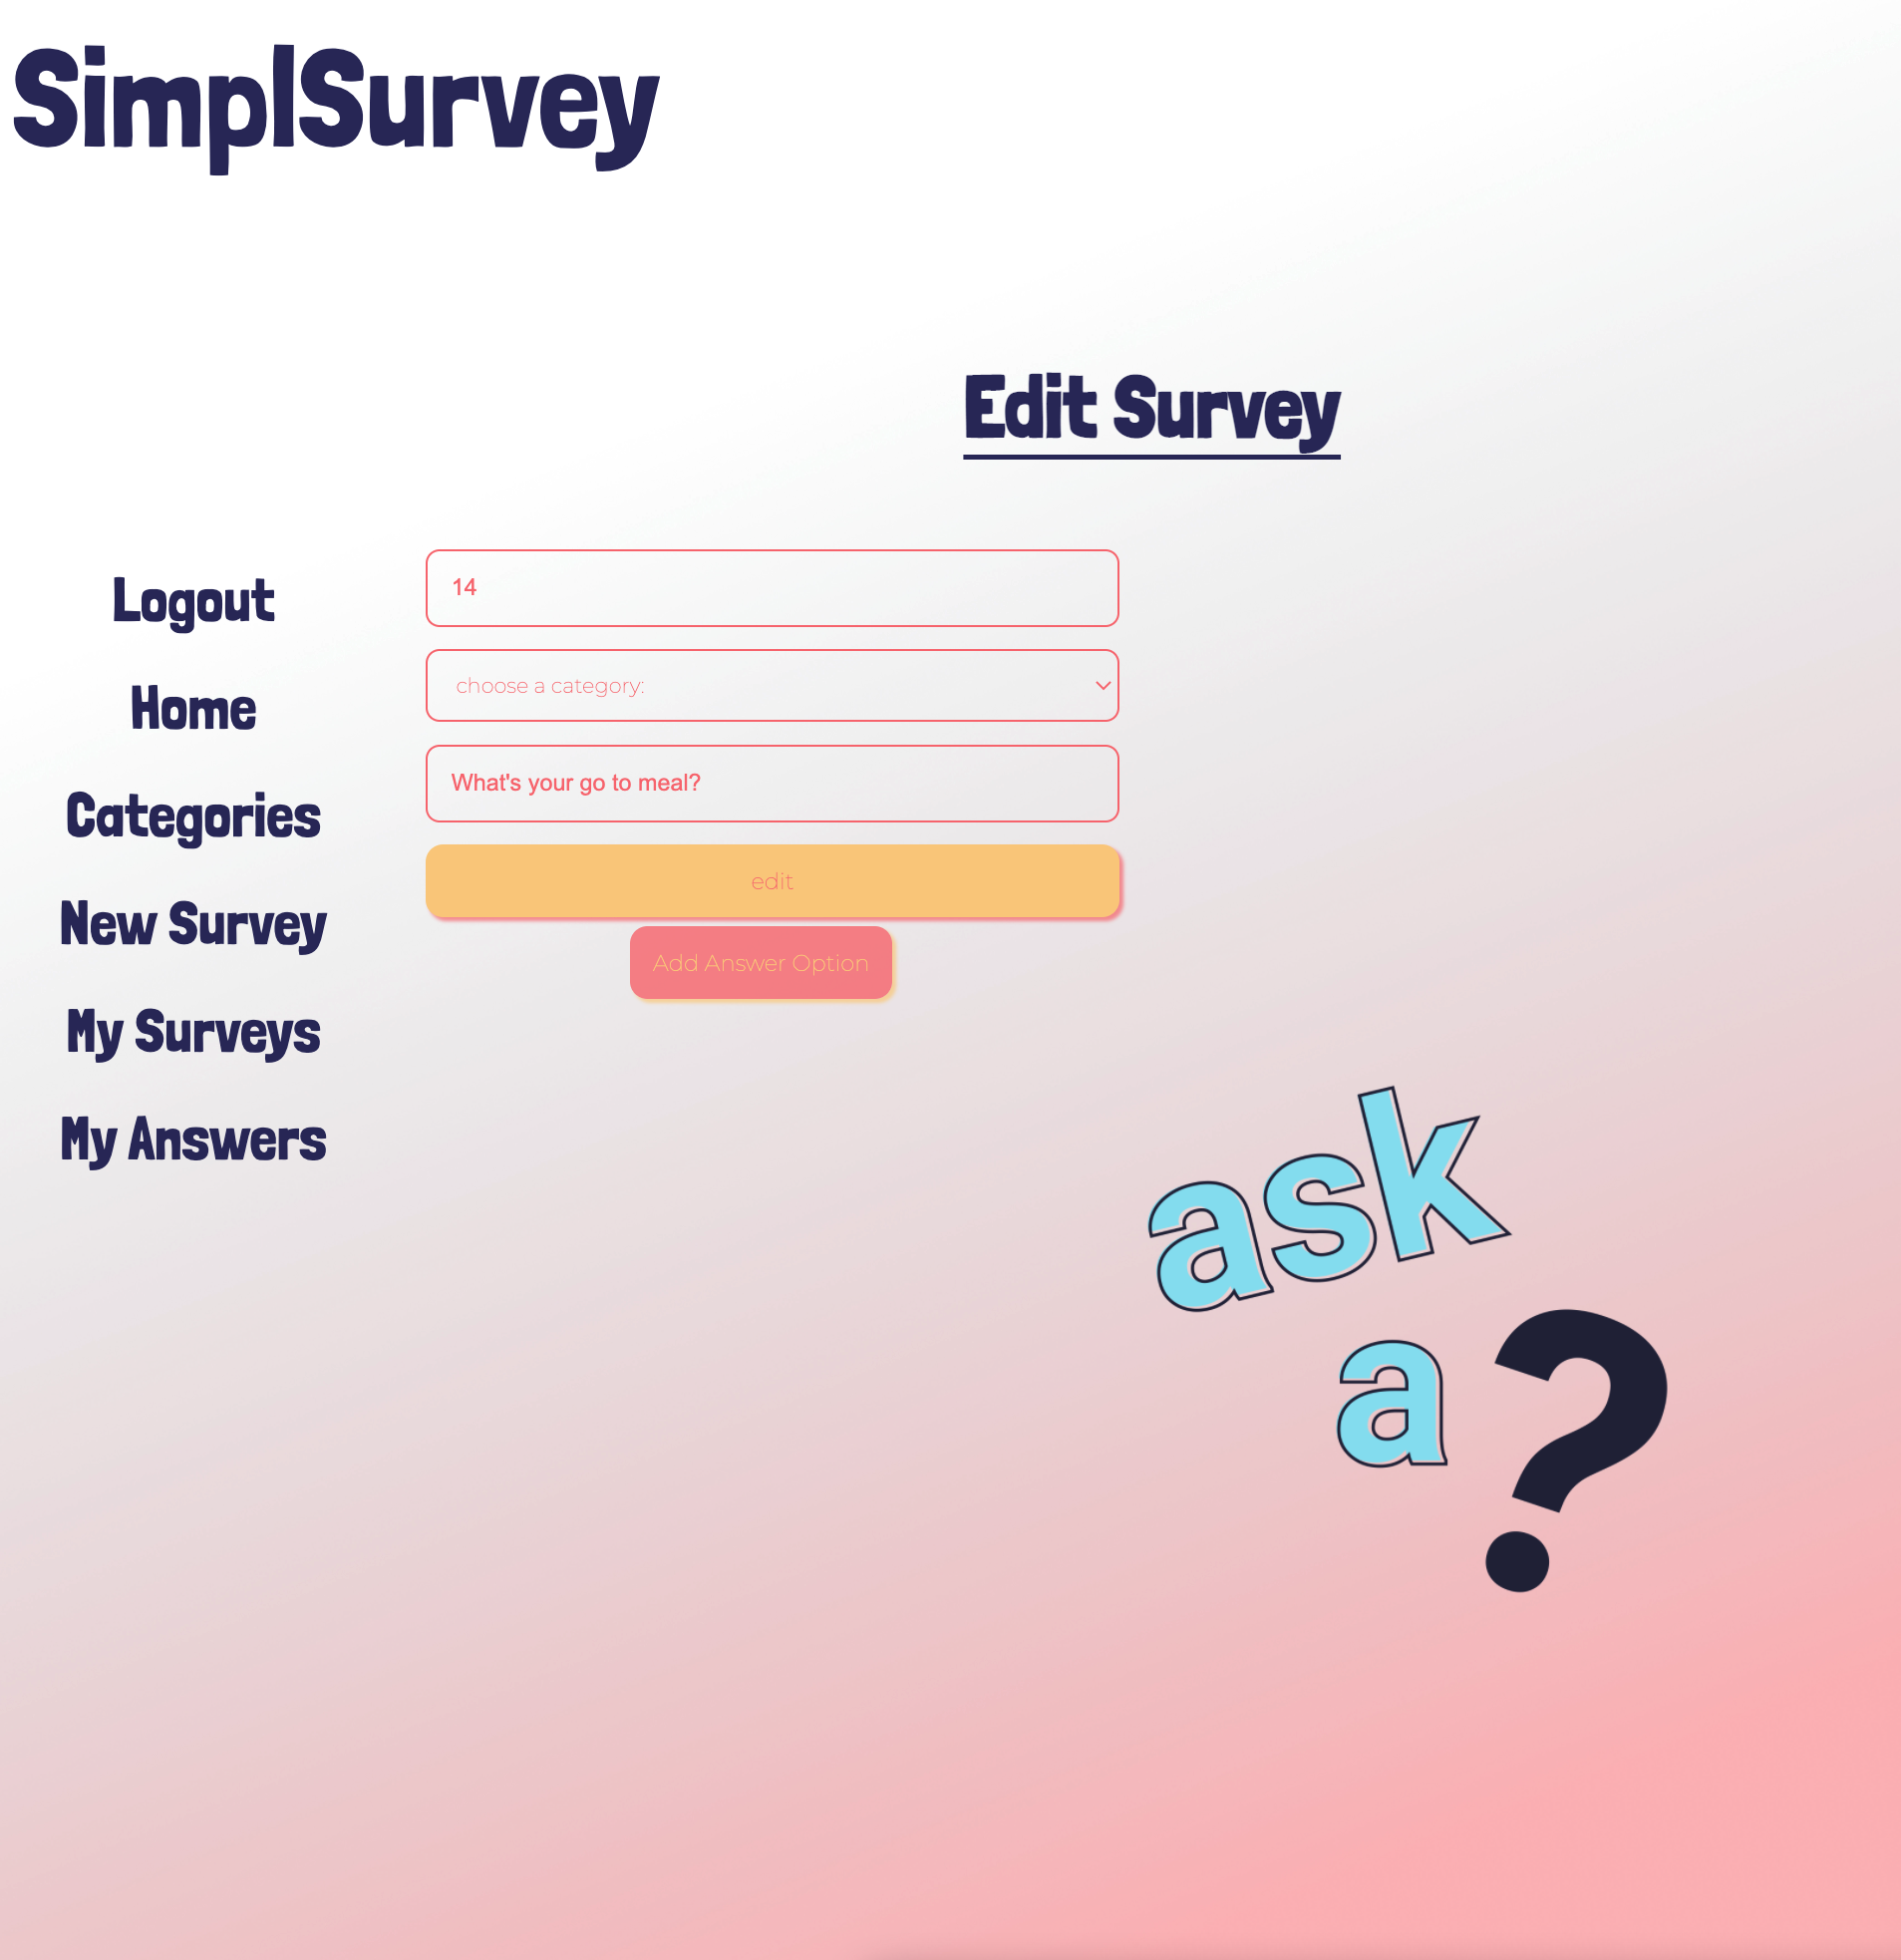 SimplSurvey
Edit Survey
Logout
Home
Categories
New Survey
My Surveys
My Answers
14
choose a category:
What's your go to meal?
edit
Add Answer Option
ask
a ?